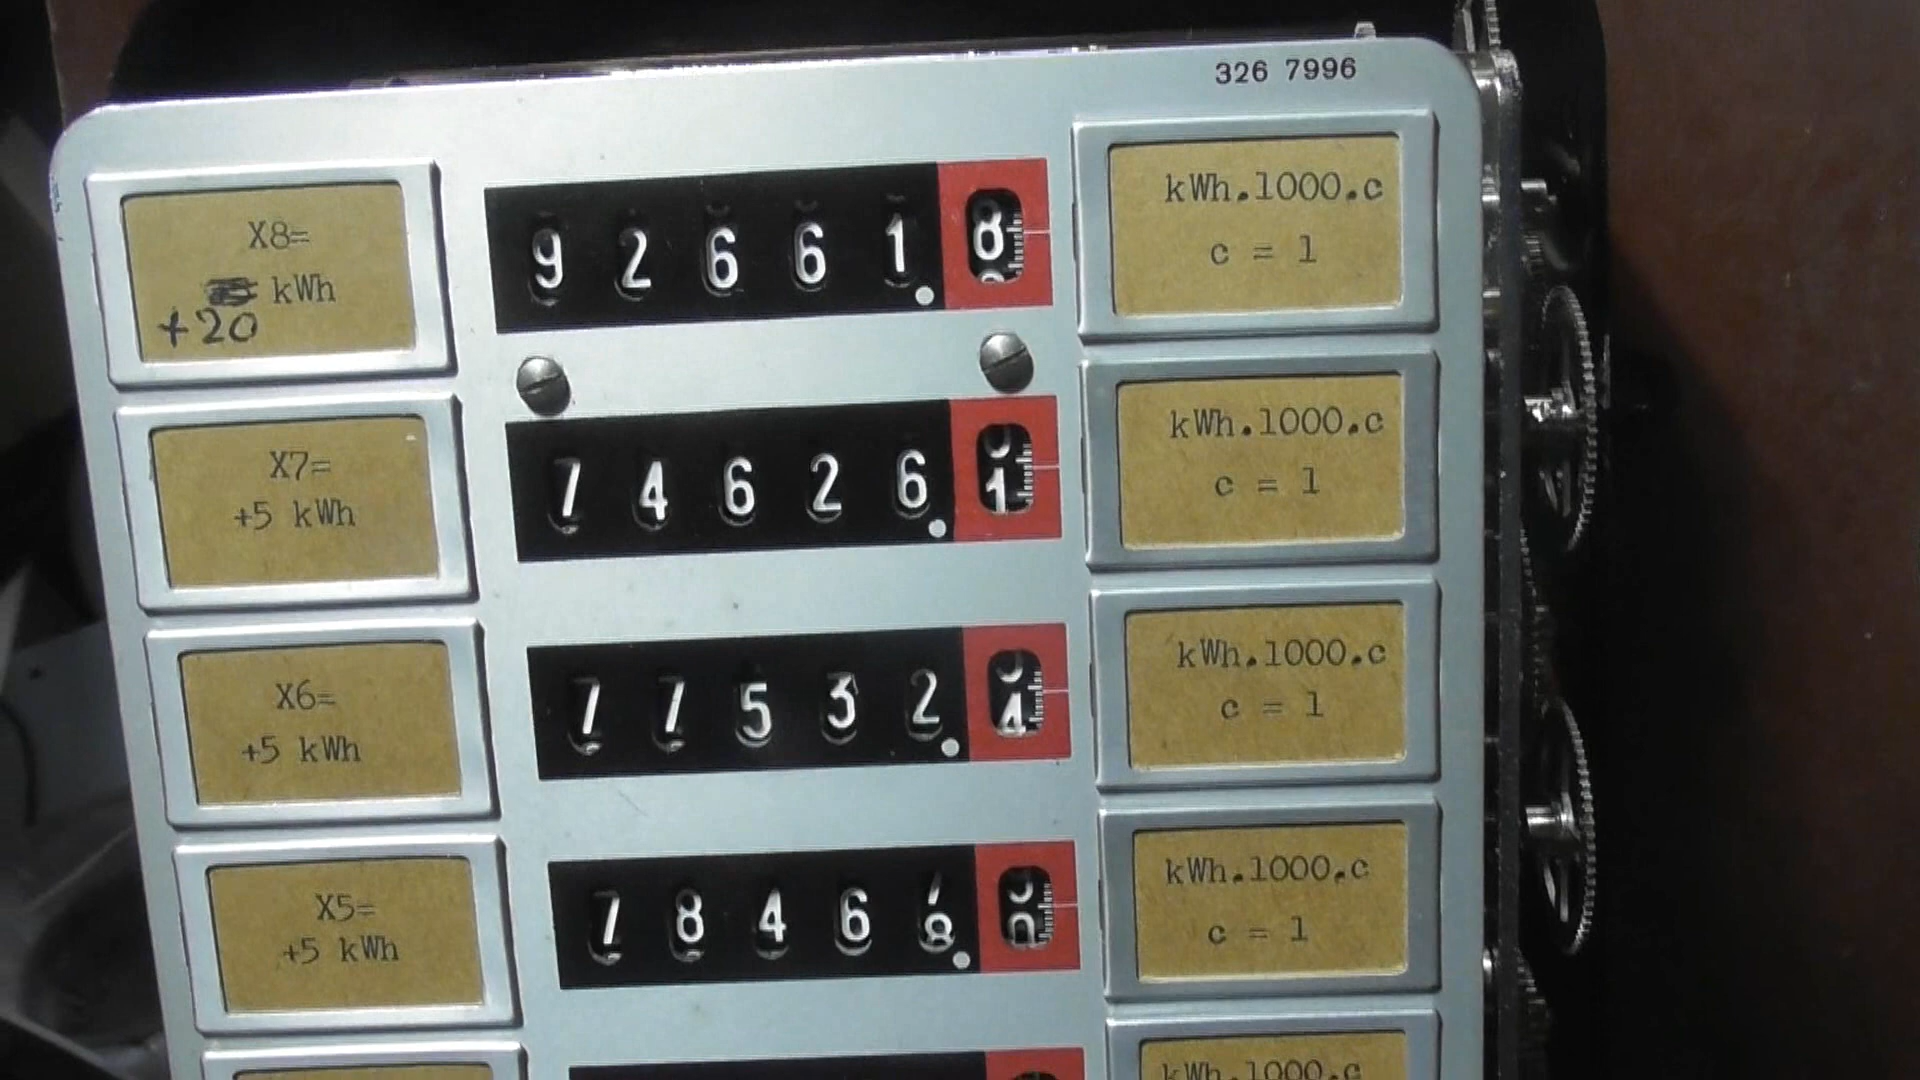 326 7996
X8=
kWh
+20
9 2 6 6 1 8
kWh.1000.c
c = 1
X7=
+5 kWh
7 4 6 2 6 1
kWh.1000.c
c = 1
X6=
+5 kWh
7 7 5 3 2 4
kWh.1000.c
c = 1
X5=
+5 kWh
7 8 4 6
kWh.1000.c
c = 1
kWh.1000.c